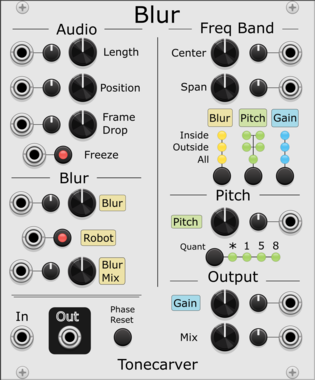 Blur
Audio
Length
Position
Frame
Drop
Freeze
Blur
Blur
Robot
Blur
Mix
In
Out
Phase
Reset
Freq Band
Center
Span
Blur Pitch Gain
Inside
Outside
All
Pitch
Pitch
Quant * 1 5 8
Output
Gain
Mix
Tonecarver